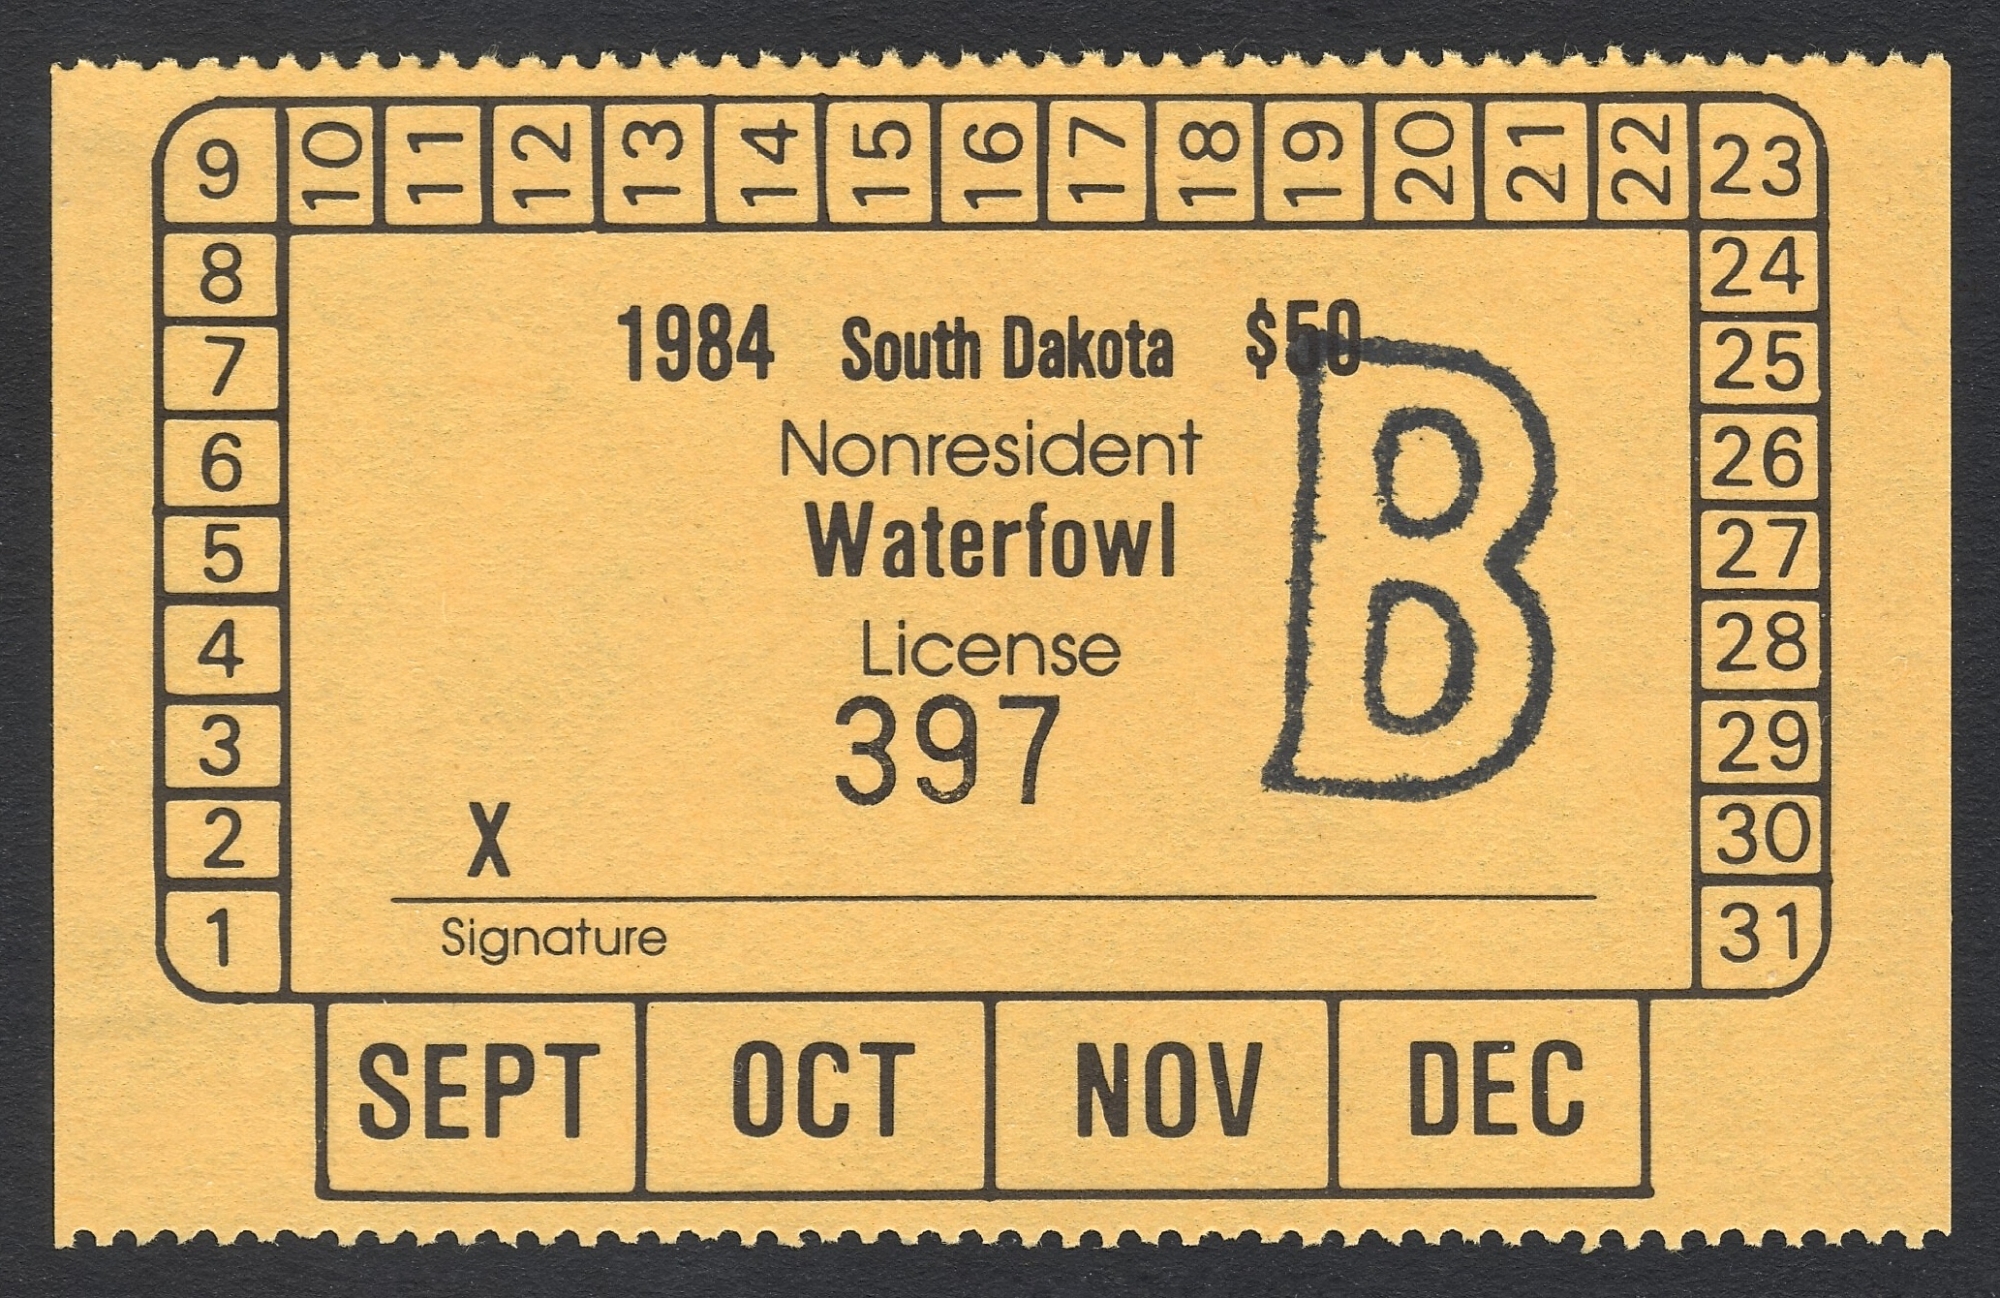 9 10 11 12 13 14 15 16 17 18 19 20 21 22 23
8 24
7 25
6 26
5 27
4 28
3 29
2 30
1 31
1984 South Dakota $50
Nonresident
Waterfowl
License
397
B
X
Signature
SEPT OCT NOV DEC